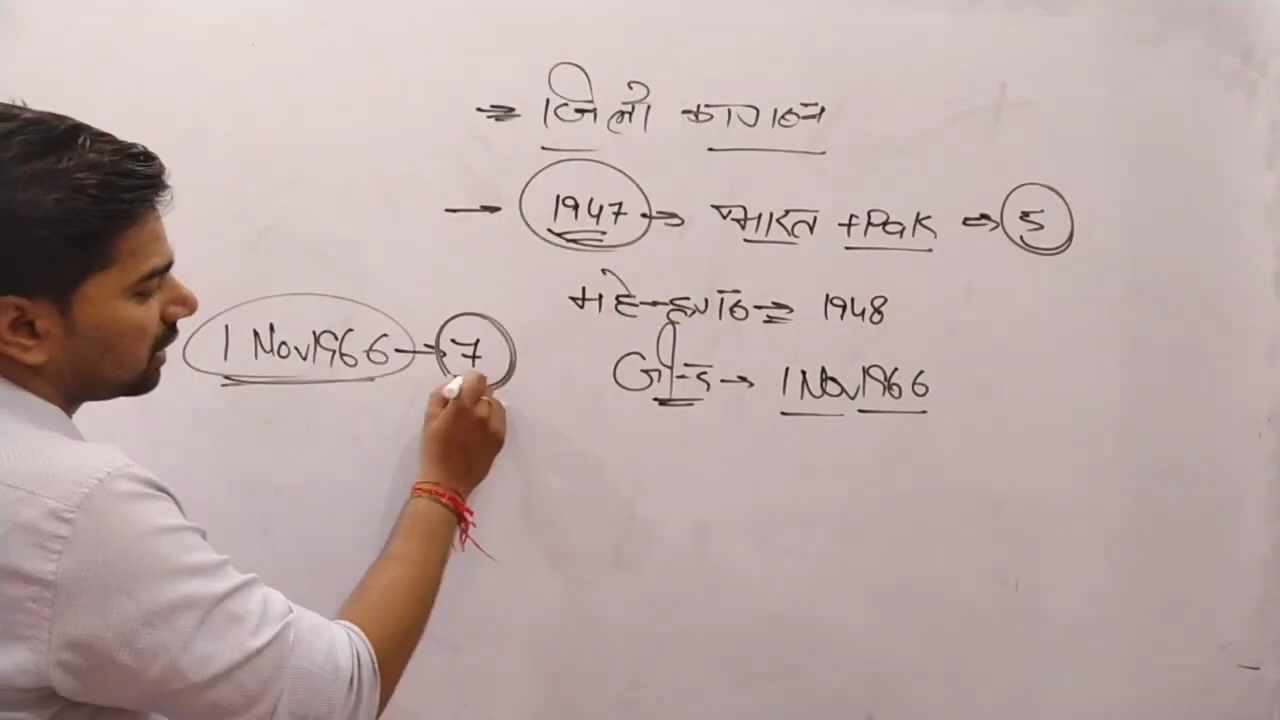 ⇒ जिलो का गठन
→ 1947 → भारत + Pak ⇒ 5
महेन्द्रगढ → 1948
जीन्द → 1 Nov 1966
1 Nov 1966 → 7